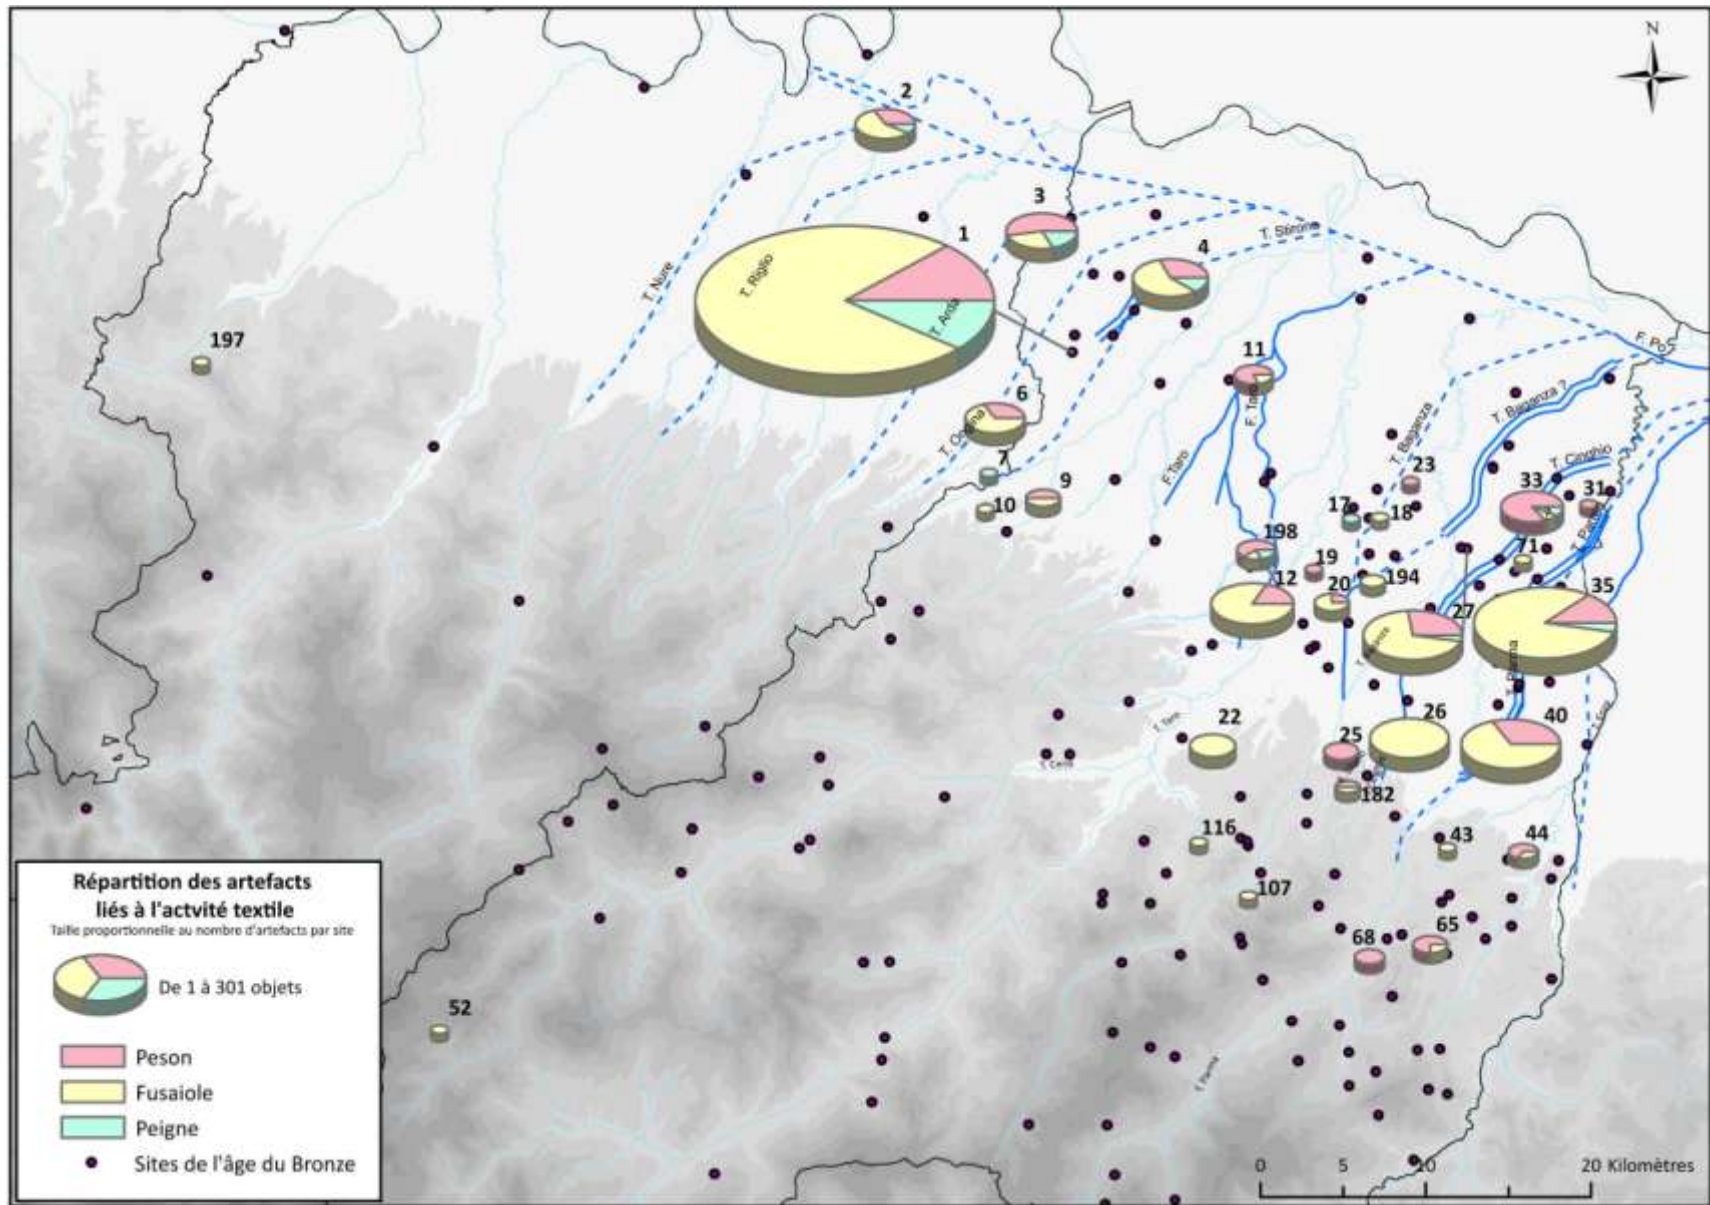 N
2
3
1
4
T. Stirone
T. Nure
T. Riglio
T. Arda
197
F. Po
11
6
T. Baganza ?
F. Taro
T. Ongina
T. Baganza
7
F. Taro
T. Cinghio
23
9
33
31
10
17
18
T. Parma
198
71
19
194
12
20
35
27
T. Parma
22
26
40
25
T. Taro
T. Ceno
182
116
43
44
107
68
65
52
T. Parma
Répartition des artefacts
liés à l'actvité textile
Taille proportionnelle au nombre d'artefacts par site
De 1 à 301 objets
Peson
Fusaiole
Peigne
Sites de l'âge du Bronze
0 5 10 20 Kilomètres